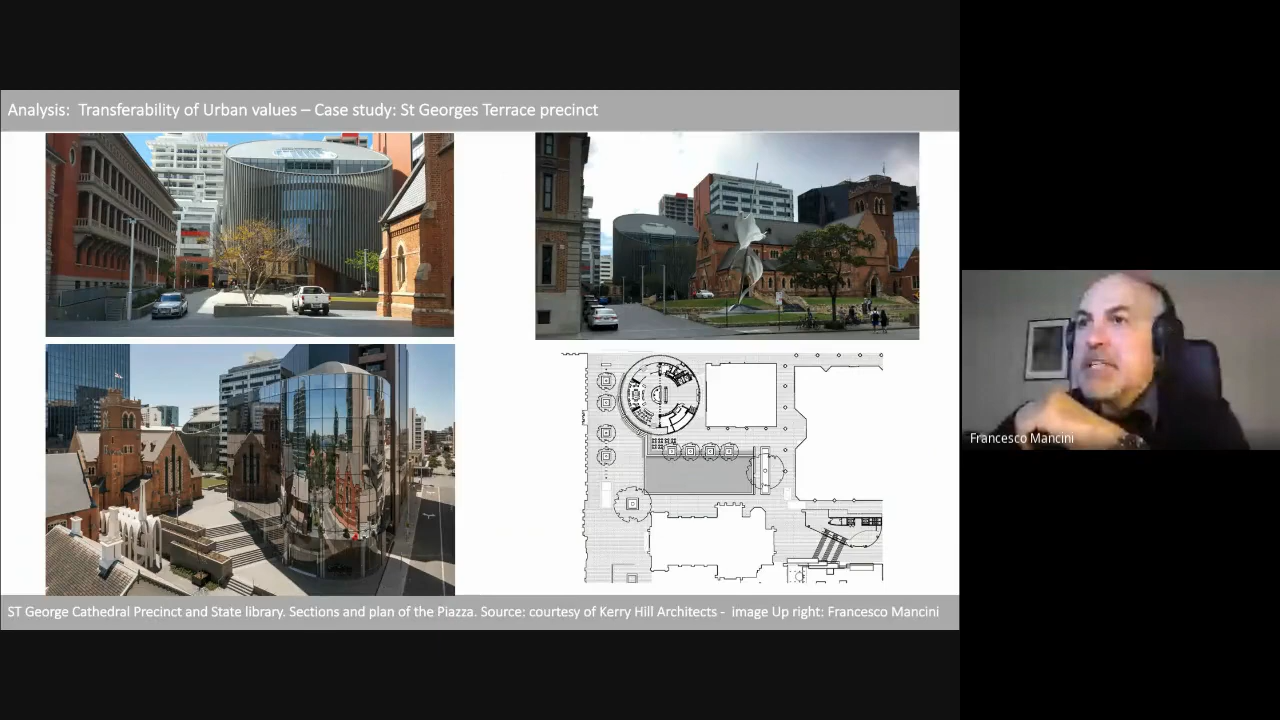 Analysis:  Transferability of Urban values – Case study: St Georges Terrace precinct
ST George Cathedral Precinct and State library. Sections and plan of the Piazza. Source: courtesy of Kerry Hill Architects -  image Up right: Francesco Mancini
Francesco Mancini